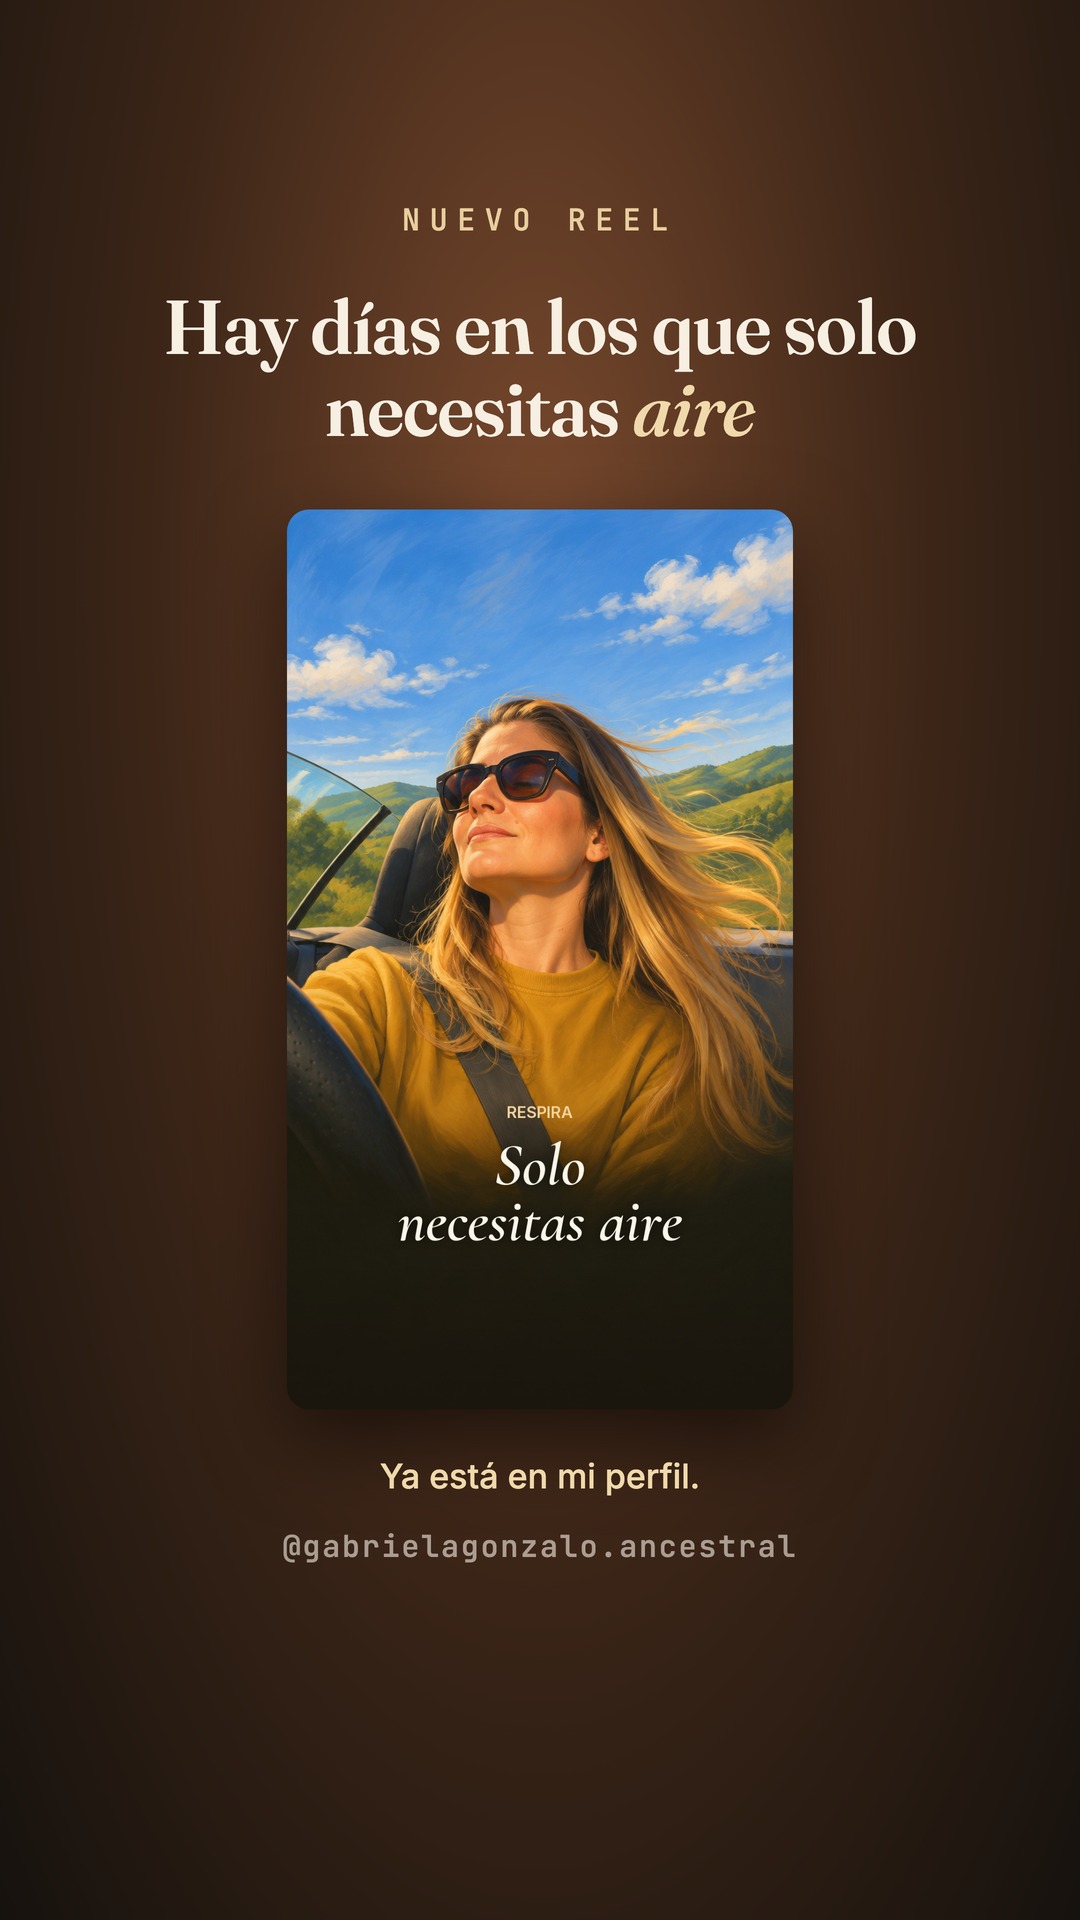 NUEVO REEL
Hay días en los que solo
necesitas aire
RESPIRA
Solo
necesitas aire
Ya está en mi perfil.
@gabrielagonzalo.ancestral